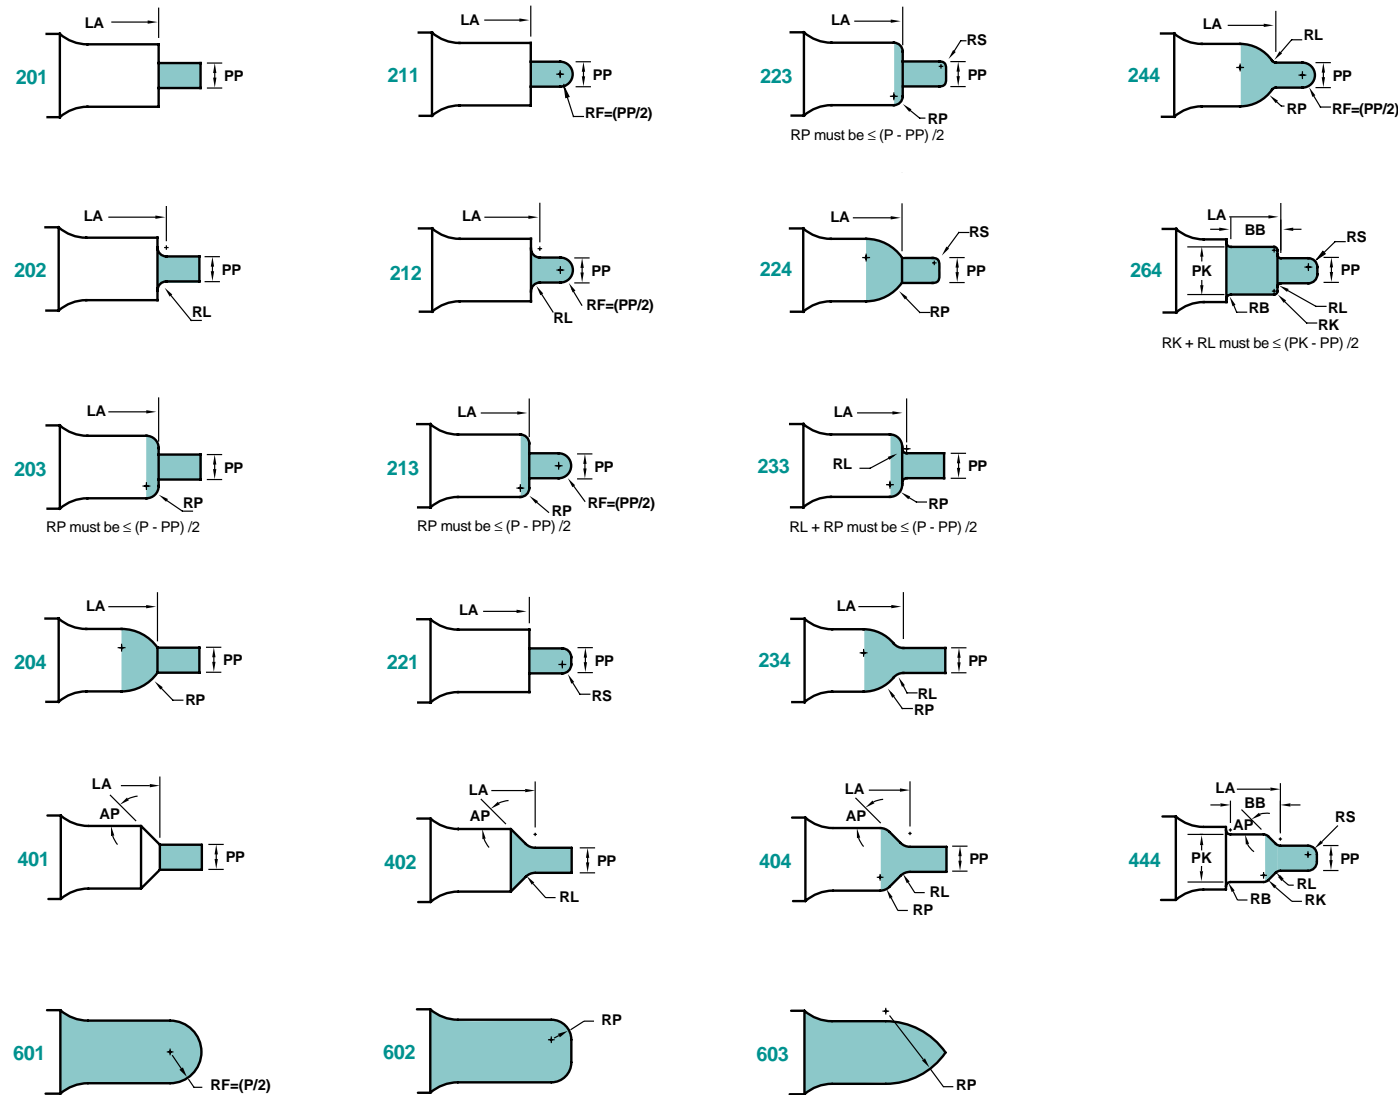 LA
201
PP
LA
211
PP
RF=(PP/2)
LA
RS
223
PP
RP
RP must be ≤ (P - PP) /2
LA
RL
244
PP
RP
RF=(PP/2)
LA
202
PP
RL
LA
212
PP
RL
RF=(PP/2)
LA
RS
224
PP
RP
LA
BB
RS
264
PK
PP
RB
RL
RK
RK + RL must be ≤ (PK - PP) /2
LA
203
PP
RP
RP must be ≤ (P - PP) /2
LA
213
PP
RP
RF=(PP/2)
RP must be ≤ (P - PP) /2
LA
233
RL
PP
RP
RL + RP must be ≤ (P - PP) /2
LA
204
PP
RP
LA
221
PP
RS
LA
234
PP
RL
RP
LA
AP
401
PP
LA
AP
402
PP
RL
LA
AP
404
PP
RL
RP
LA
BB
AP
RS
444
PK
PP
RL
RB
RK
601
RF=(P/2)
RP
602
603
RP